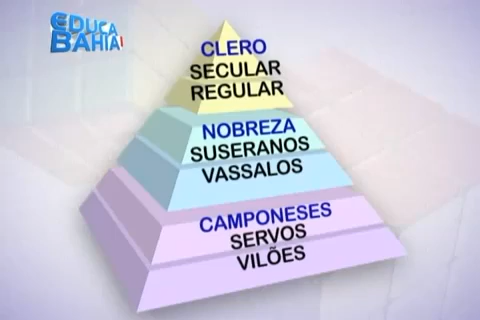 EDUCA
BAHIA!
CLERO
SECULAR
REGULAR
NOBREZA
SUSERANOS
VASSALOS
CAMPONESES
SERVOS
VILÕES